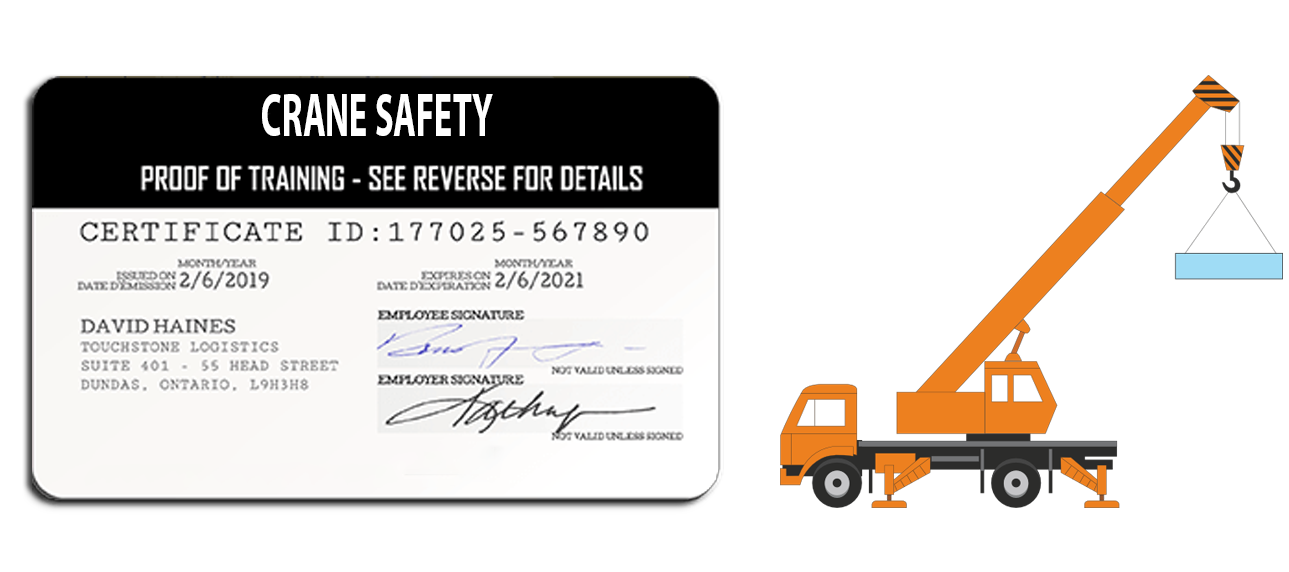 CRANE SAFETY
PROOF OF TRAINING - SEE REVERSE FOR DETAILS
CERTIFICATE ID:177025-567890
MONTH/YEAR
ISSUED ON
DATE D'EMISSION 2/6/2019
MONTH/YEAR
EXPIRES ON
DATE D'EXPIRATION 2/6/2021
DAVID HAINES
TOUCHSTONE LOGISTICS
SUITE 401 - 55 HEAD STREET
DUNDAS, ONTARIO, L9H3H8
EMPLOYEE SIGNATURE
NOT VALID UNLESS SIGNED
EMPLOYER SIGNATURE
NOT VALID UNLESS SIGNED